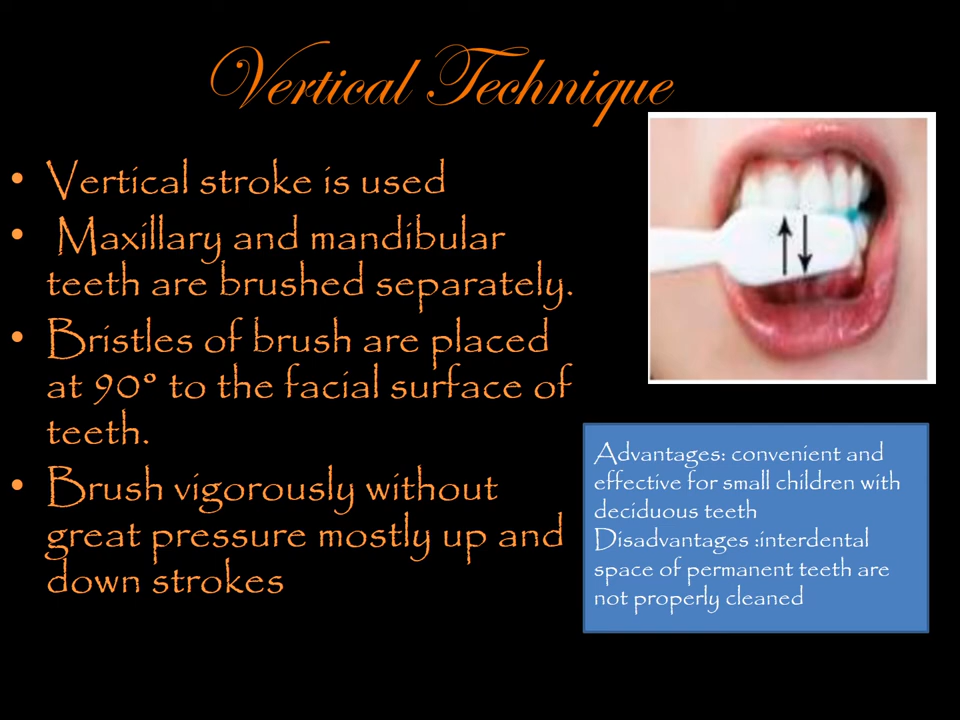 Vertical Technique
• Vertical stroke is used
• Maxillary and mandibular
teeth are brushed separately.
• Bristles of brush are placed
at 90° to the facial surface of
teeth.
• Brush vigorously without
great pressure mostly up and
down strokes
Advantages: convenient and
effective for small children with
deciduous teeth
Disadvantages :interdental
space of permanent teeth are
not properly cleaned